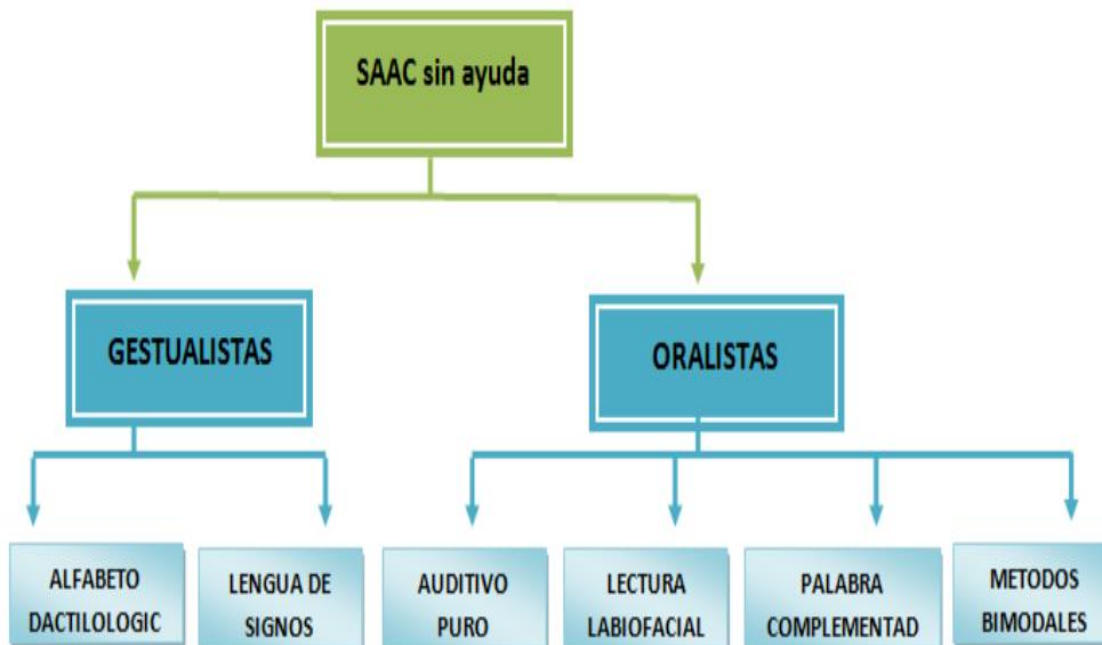 SAAC sin ayuda
GESTUALISTAS
ORALISTAS
ALFABETO
DACTILOLOGIC
LENGUA DE
SIGNOS
AUDITIVO
PURO
LECTURA
LABIOFACIAL
PALABRA
COMPLEMENTAD
METODOS
BIMODALES